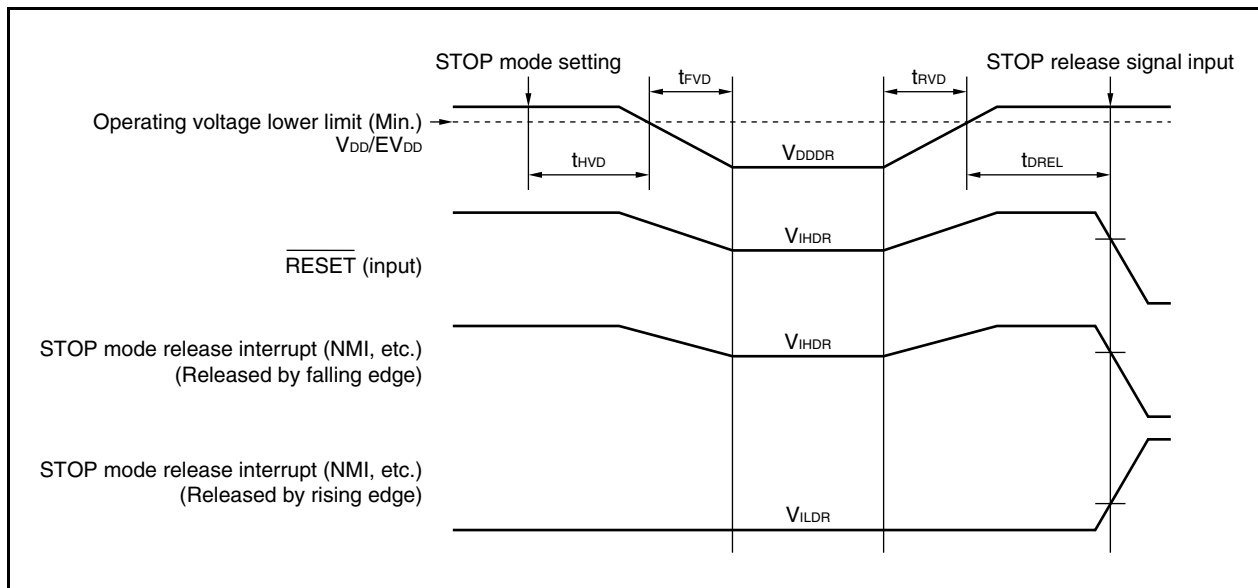 STOP mode setting
tFVD
tRVD
STOP release signal input
Operating voltage lower limit (Min.)
VDD/EVDD
tHVD
VDDDR
tDREL
VIHDR
RESET (input)
STOP mode release interrupt (NMI, etc.)
(Released by falling edge)
VIHDR
STOP mode release interrupt (NMI, etc.)
(Released by rising edge)
VILDR